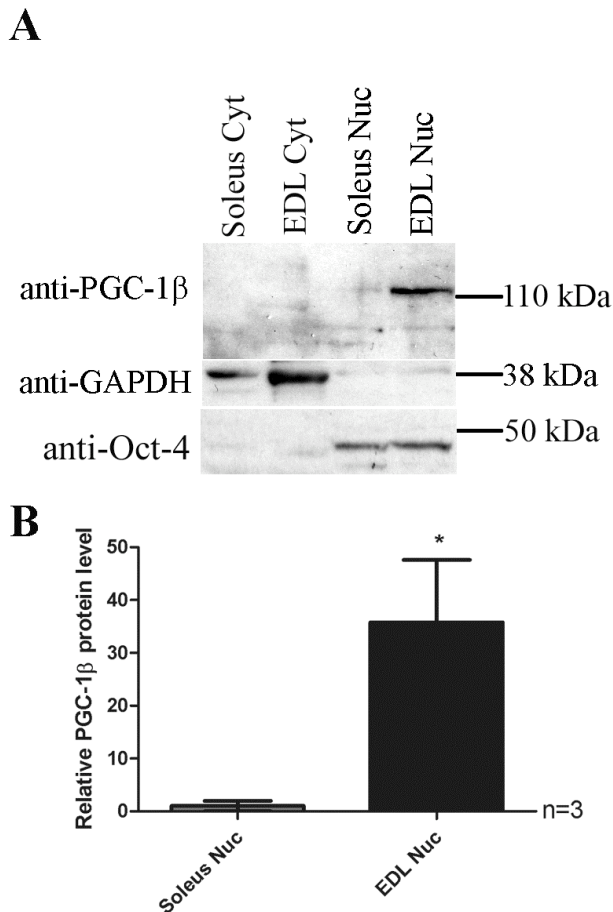 A
Soleus Cyt
EDL Cyt
Soleus Nuc
EDL Nuc
anti-PGC-1β
110 kDa
anti-GAPDH
38 kDa
anti-Oct-4
50 kDa
B
Relative PGC-1β protein level
50
40
30
20
10
0
*
n=3
Soleus Nuc
EDL Nuc